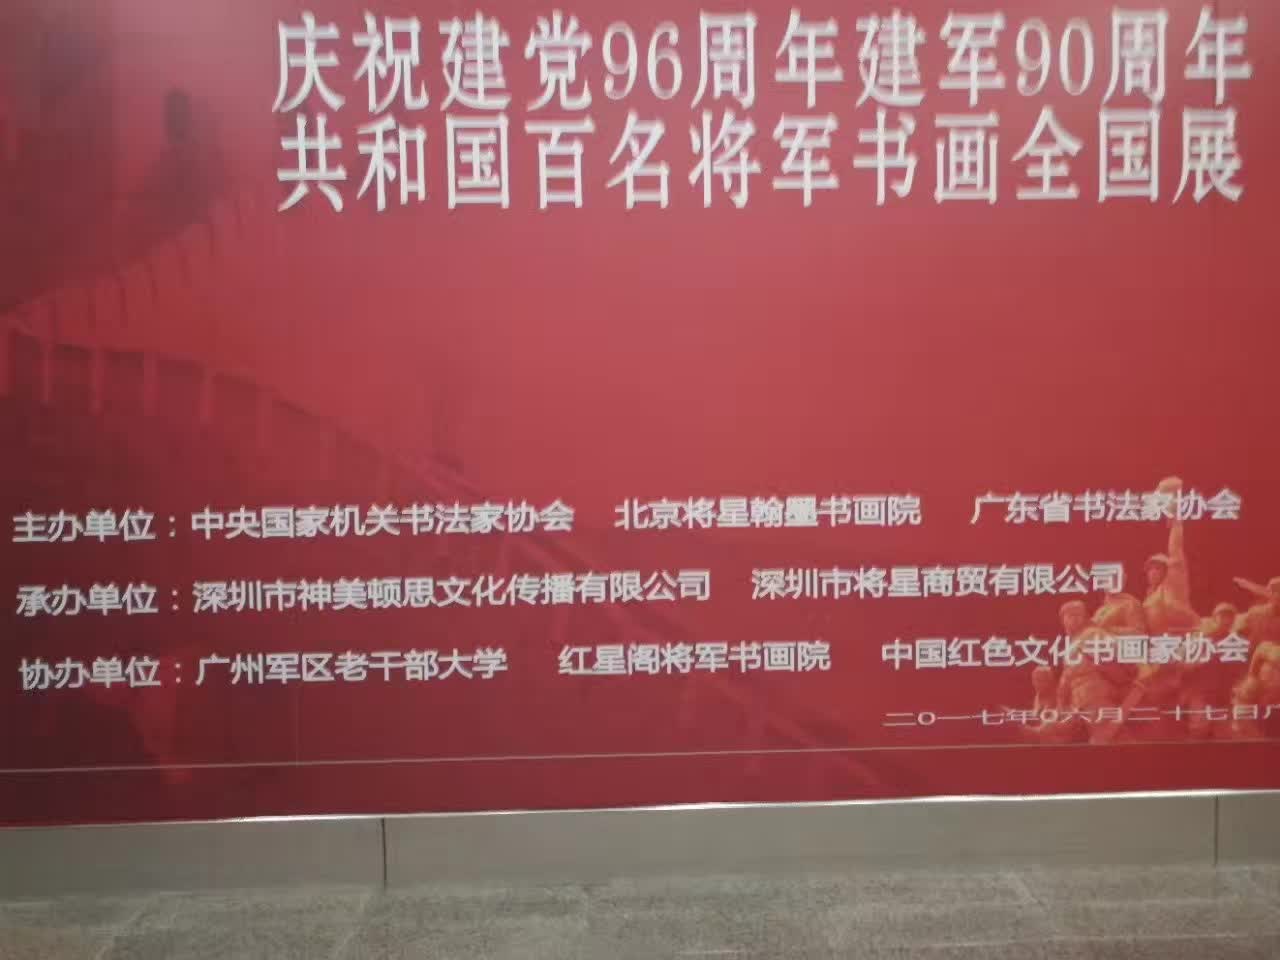 庆祝建党96周年建军90周年
共和国百名将军书画全国展
主办单位：中央国家机关书法家协会 北京将星翰墨书画院 广东省书法家协会
承办单位：深圳市神美顿思文化传播有限公司 深圳市将星商贸有限公司
协办单位：广州军区老干部大学 红星阁将军书画院 中国红色文化书画家协会
二0一七年0六月二十七日广